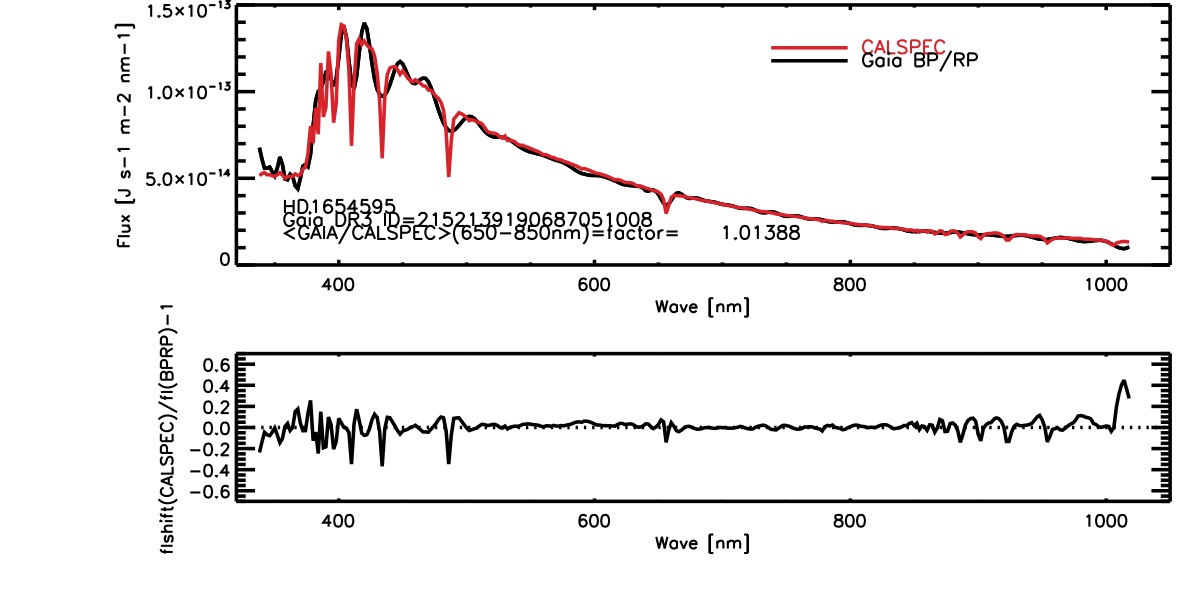 1.5×10−13
1.0×10−13
5.0×10−14
0
Flux [J s−1 m−2 nm−1]
CALSPEC
Gaia BP/RP
HD1654595
Gaia DR3 ID=2152139190687051008
<GAIA/CALSPEC>(650−850nm)=factor= 1.01388
400 600 800 1000
Wave [nm]
flshift(CALSPEC)/fl(BPRP)−1
0.6
0.4
0.2
0.0
−0.2
−0.4
−0.6
400 600 800 1000
Wave [nm]